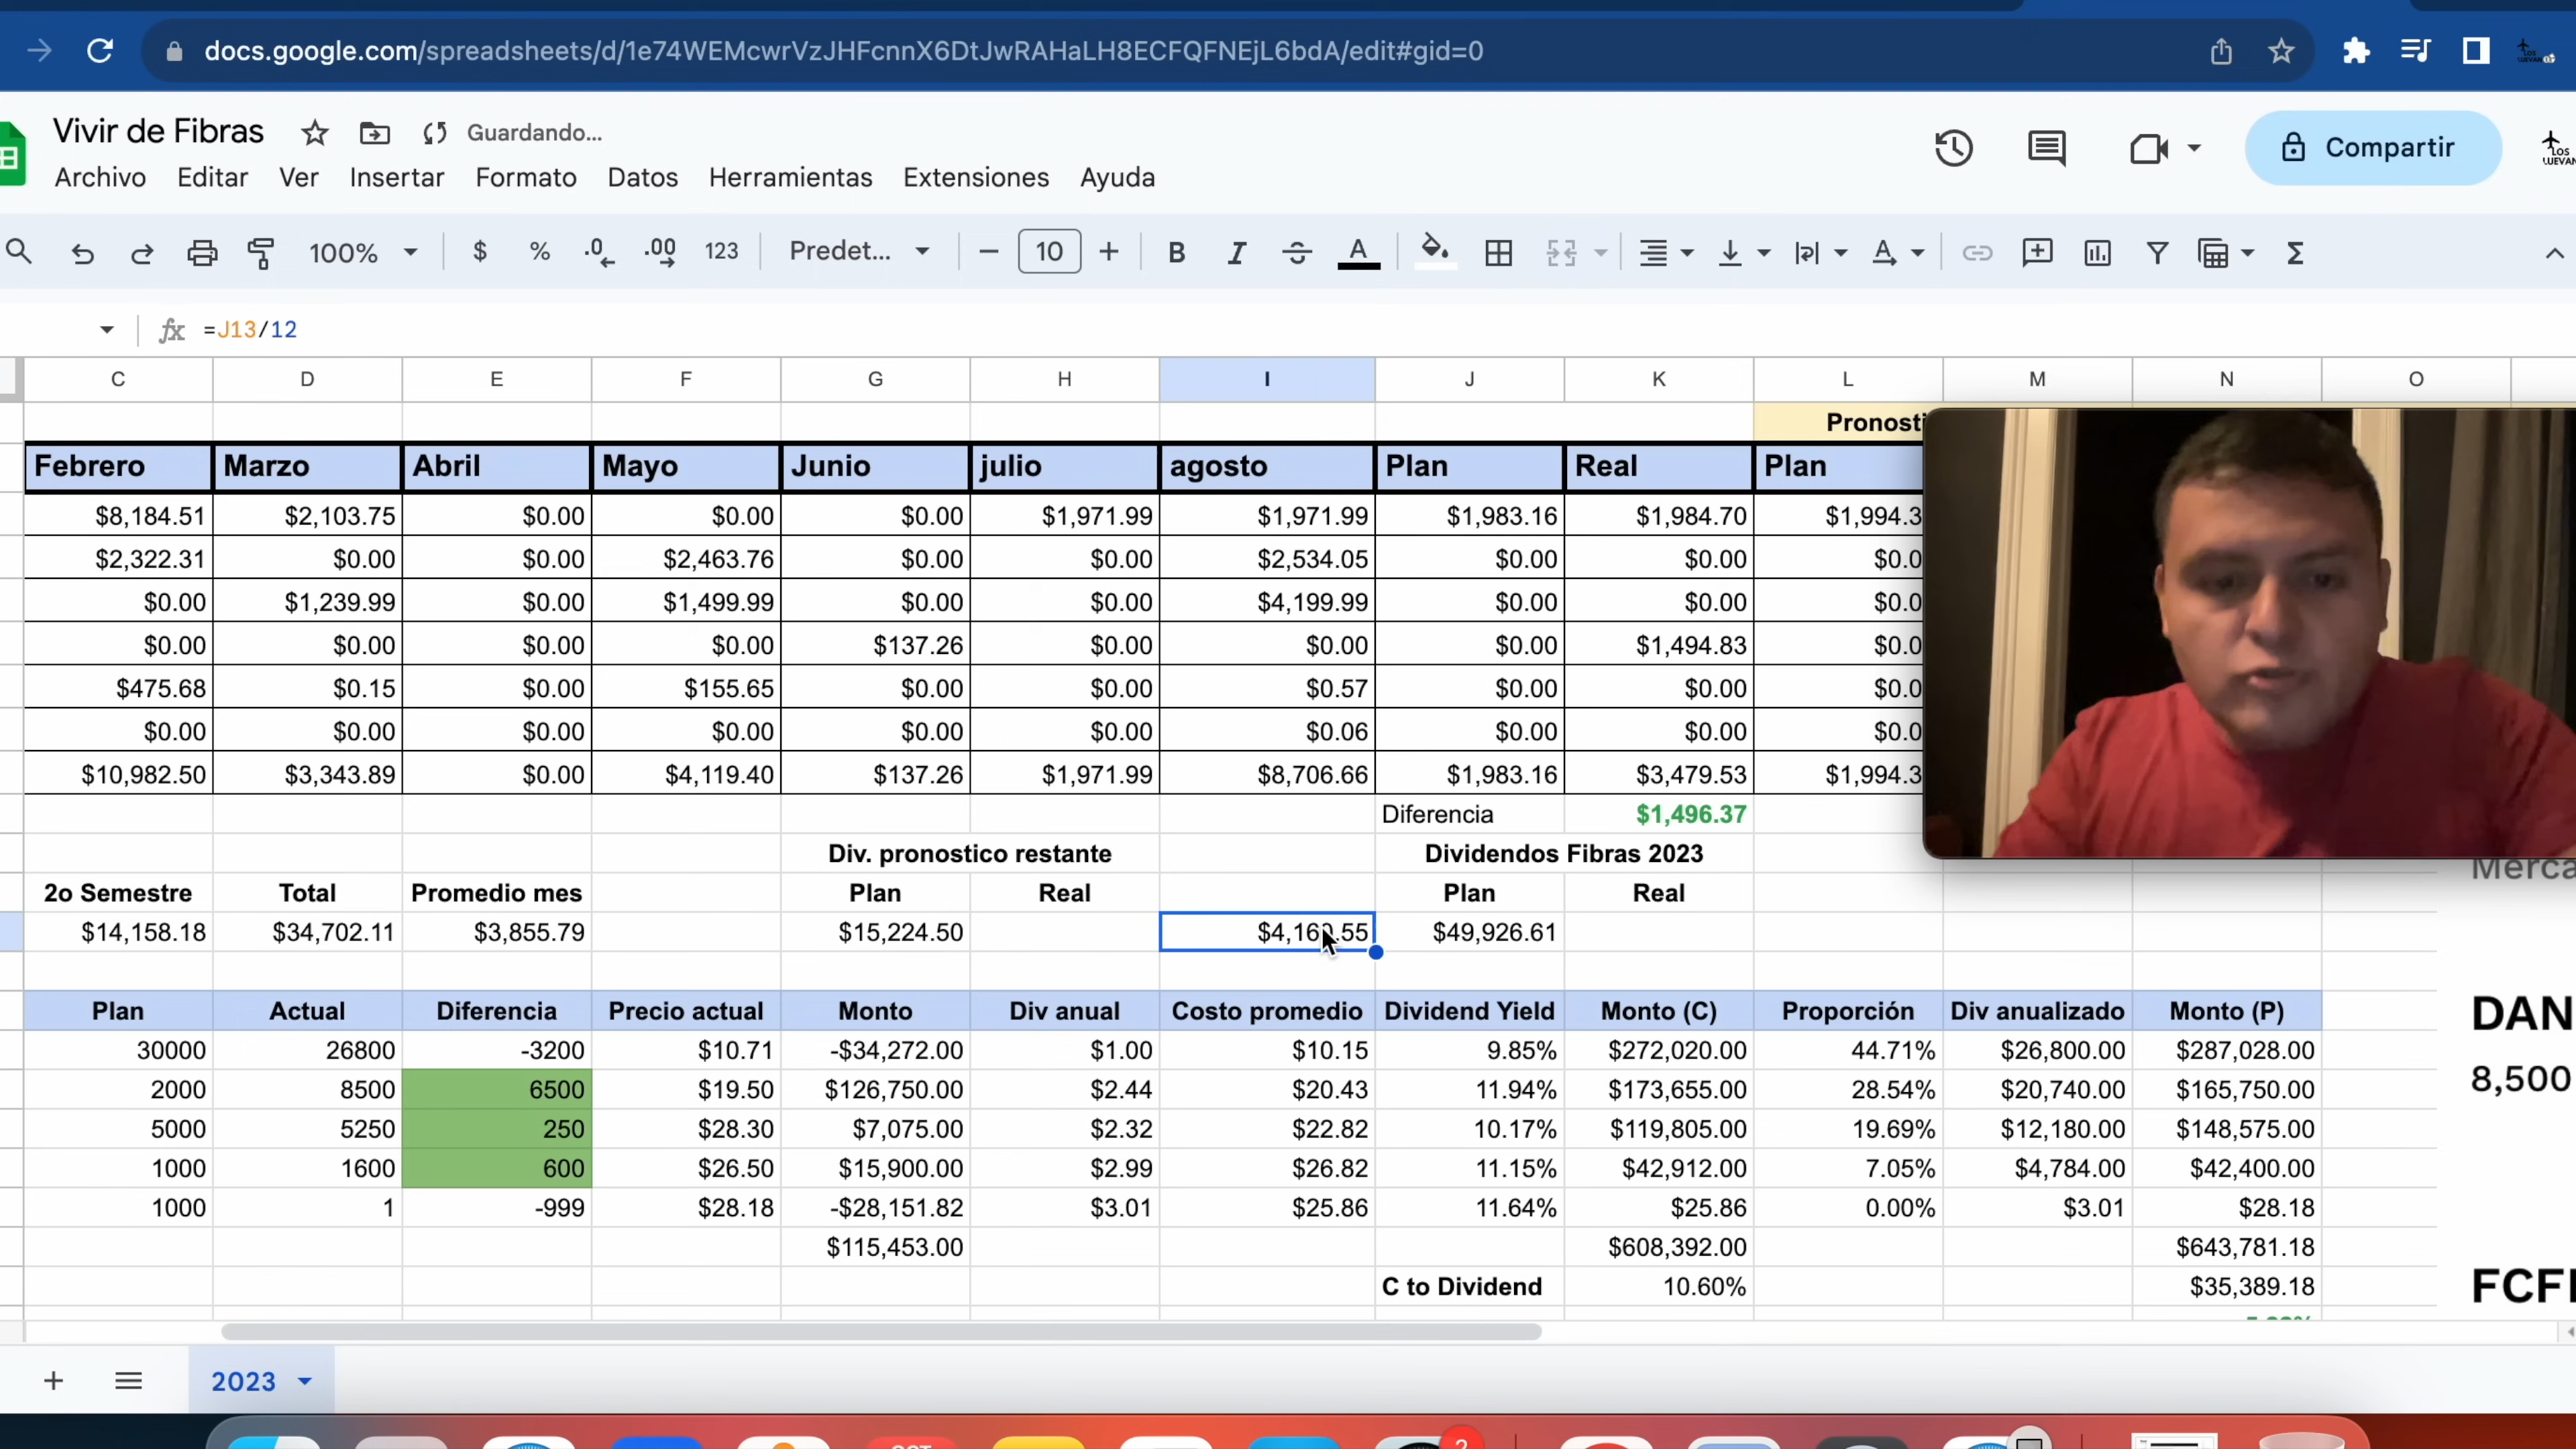 docs.google.com/spreadsheets/d/1e74WEMcwrVzJHFcnnX6DtJwRAHaLH8ECFQFNEjL6bdA/edit#gid=0
Vivir de Fibras Guardando...
Archivo Editar Ver Insertar Formato Datos Herramientas Extensiones Ayuda
Compartir
100% $ % .0 .00 123 Predet... − 10 + B I S A
fx =J13/12
C D E F G H I J K L M N O
Pronosti
Febrero Marzo Abril Mayo Junio julio agosto Plan Real Plan
$8,184.51 $2,103.75 $0.00 $0.00 $0.00 $1,971.99 $1,971.99 $1,983.16 $1,984.70 $1,994.3
$2,322.31 $0.00 $0.00 $2,463.76 $0.00 $0.00 $2,534.05 $0.00 $0.00 $0.0
$0.00 $1,239.99 $0.00 $1,499.99 $0.00 $0.00 $4,199.99 $0.00 $0.00 $0.0
$0.00 $0.00 $0.00 $0.00 $137.26 $0.00 $0.00 $0.00 $1,494.83 $0.0
$475.68 $0.15 $0.00 $155.65 $0.00 $0.00 $0.57 $0.00 $0.00 $0.0
$0.00 $0.00 $0.00 $0.00 $0.00 $0.00 $0.06 $0.00 $0.00 $0.0
$10,982.50 $3,343.89 $0.00 $4,119.40 $137.26 $1,971.99 $8,706.66 $1,983.16 $3,479.53 $1,994.3
Diferencia $1,496.37
Div. pronostico restante Dividendos Fibras 2023
Merca
2o Semestre Total Promedio mes Plan Real Plan Real
$14,158.18 $34,702.11 $3,855.79 $15,224.50 $49,926.61
Plan Actual Diferencia Precio actual Monto Div anual Costo promedio Dividend Yield Monto (C) Proporción Div anualizado Monto (P)
DAN
30000 26800 -3200 $10.71 -$34,272.00 $1.00 $10.15 9.85% $272,020.00 44.71% $26,800.00 $287,028.00
2000 8500 6500 $19.50 $126,750.00 $2.44 $20.43 11.94% $173,655.00 28.54% $20,740.00 $165,750.00
8,500
5000 5250 250 $28.30 $7,075.00 $2.32 $22.82 10.17% $119,805.00 19.69% $12,180.00 $148,575.00
1000 1600 600 $26.50 $15,900.00 $2.99 $26.82 11.15% $42,912.00 7.05% $4,784.00 $42,400.00
1000 1 -999 $28.18 -$28,151.82 $3.01 $25.86 11.64% $25.86 0.00% $3.01 $28.18
$115,453.00 $608,392.00 $643,781.18
C to Dividend 10.60% $35,389.18
FCF
2023
2